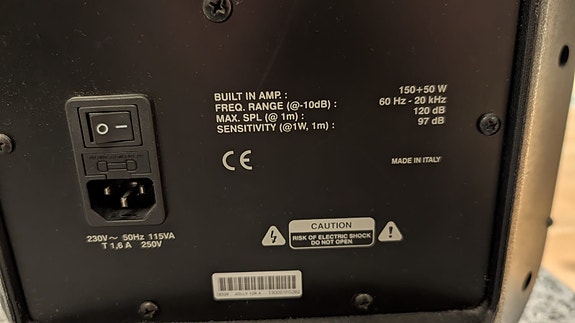 BUILT IN AMP. : 150+50 W
FREQ. RANGE (@-10dB) : 60 Hz - 20 kHz
MAX. SPL (@ 1m) : 120 dB
SENSITIVITY (@1W, 1m) : 97 dB
CE
MADE IN ITALY
230V~ 50Hz 115VA
T 1,6 A 250V
CAUTION
RISK OF ELECTRIC SHOCK
DO NOT OPEN